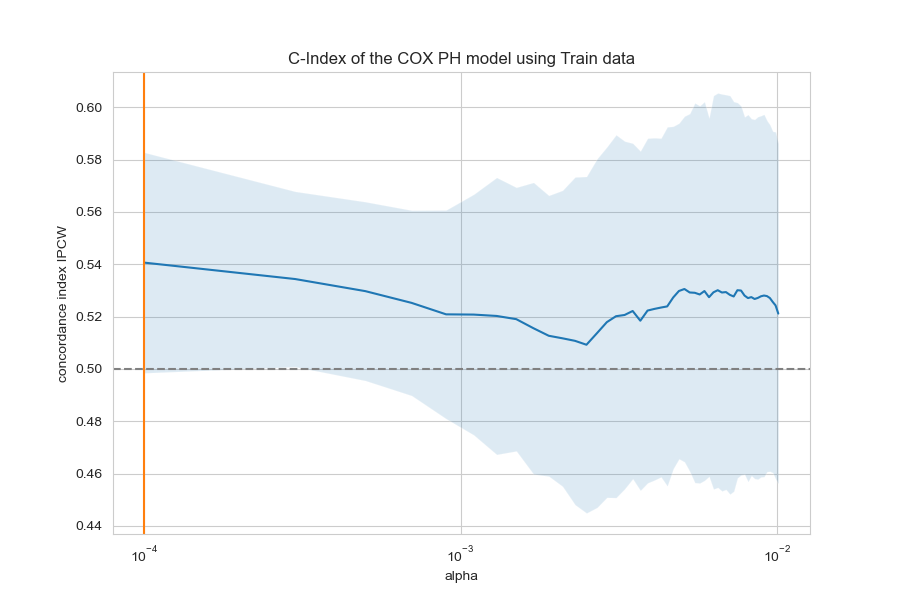 C-Index of the COX PH model using Train data
concordance index IPCW
0.60
0.58
0.56
0.54
0.52
0.50
0.48
0.46
0.44
10⁻⁴ 10⁻³ 10⁻²
alpha